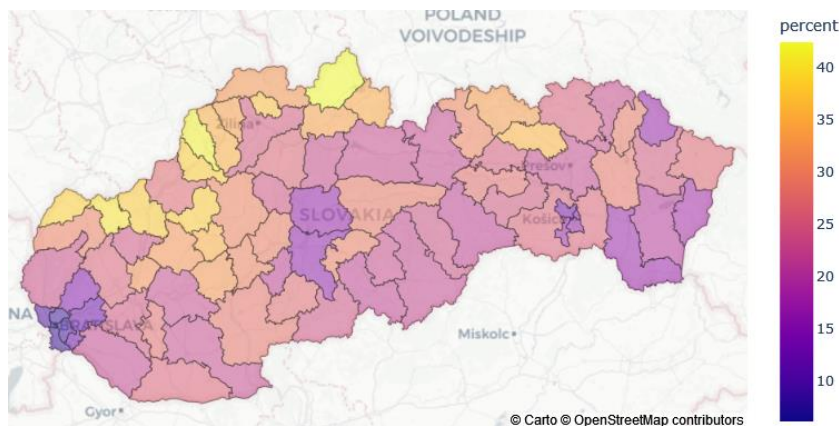 POLAND
VOIVODESHIP
percent
40
30
25
20
15
10
35
Žilina
Prešov
SLOVAKIA
Košice
NA
BRATISLAVA
Miskolc
Gyor
© Carto © OpenStreetMap contributors